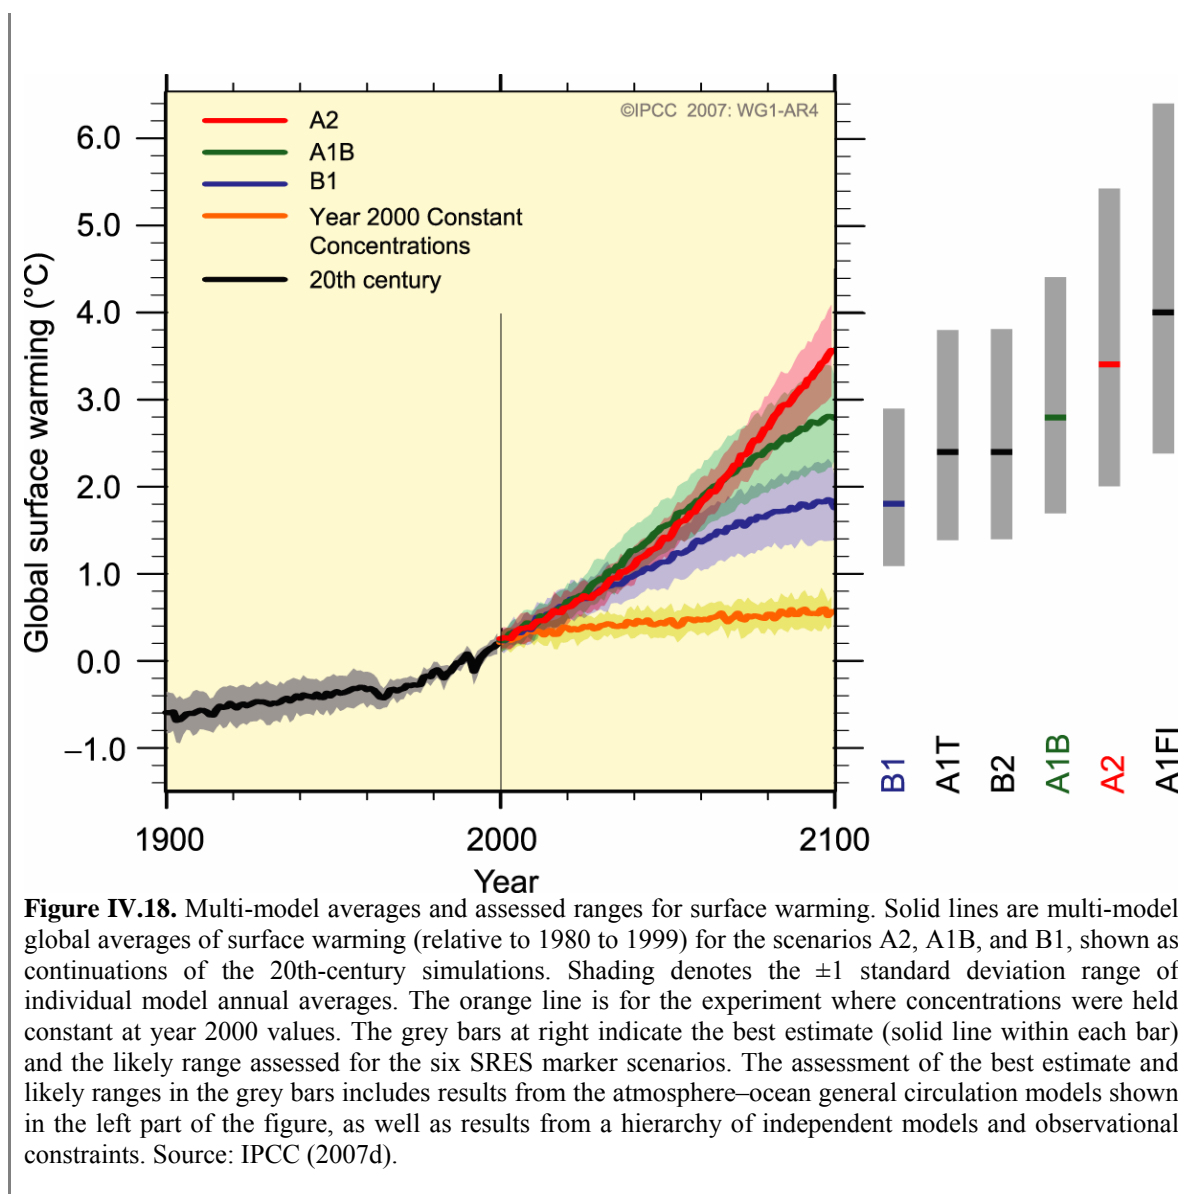 ©IPCC 2007: WG1-AR4
A2
A1B
B1
Year 2000 Constant
Concentrations
20th century
Global surface warming (°C)
6.0
5.0
4.0
3.0
2.0
1.0
0.0
–1.0
1900
2000
2100
Year
B1
A1T
B2
A1B
A2
A1FI
Figure IV.18. Multi-model averages and assessed ranges for surface warming. Solid lines are multi-model
global averages of surface warming (relative to 1980 to 1999) for the scenarios A2, A1B, and B1, shown as
continuations of the 20th-century simulations. Shading denotes the ±1 standard deviation range of
individual model annual averages. The orange line is for the experiment where concentrations were held
constant at year 2000 values. The grey bars at right indicate the best estimate (solid line within each bar)
and the likely range assessed for the six SRES marker scenarios. The assessment of the best estimate and
likely ranges in the grey bars includes results from the atmosphere–ocean general circulation models shown
in the left part of the figure, as well as results from a hierarchy of independent models and observational
constraints. Source: IPCC (2007d).